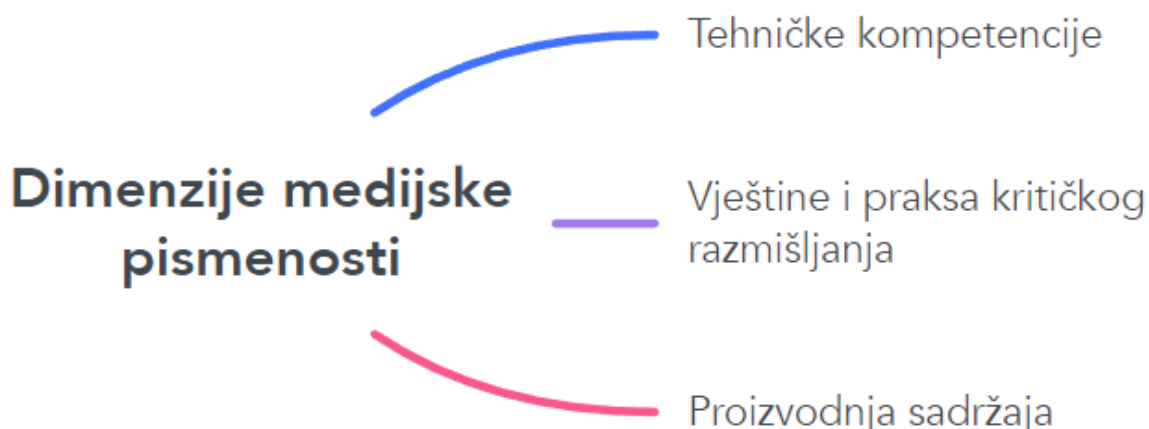 Tehničke kompetencije
Dimenzije medijske
pismenosti
Vještine i praksa kritičkog
razmišljanja
Proizvodnja sadržaja